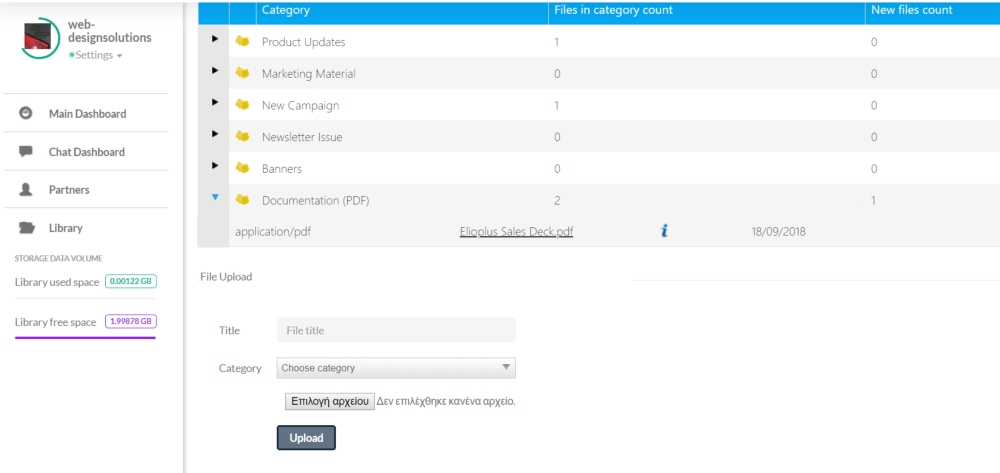 web-
designsolutions
Settings
Main Dashboard
Chat Dashboard
Partners
Library
STORAGE DATA VOLUME
Library used space 0.00122 GB
Library free space 1.99878 GB
Category Files in category count New files count
Product Updates 1 0
Marketing Material 0 0
New Campaign 1 0
Newsletter Issue 0 0
Banners 0 0
Documentation (PDF) 2 1
application/pdf Elioplus Sales Deck.pdf i 18/09/2018
File Upload
Title File title
Category Choose category
Επιλογή αρχείου Δεν επιλέχθηκε κανένα αρχείο.
Upload